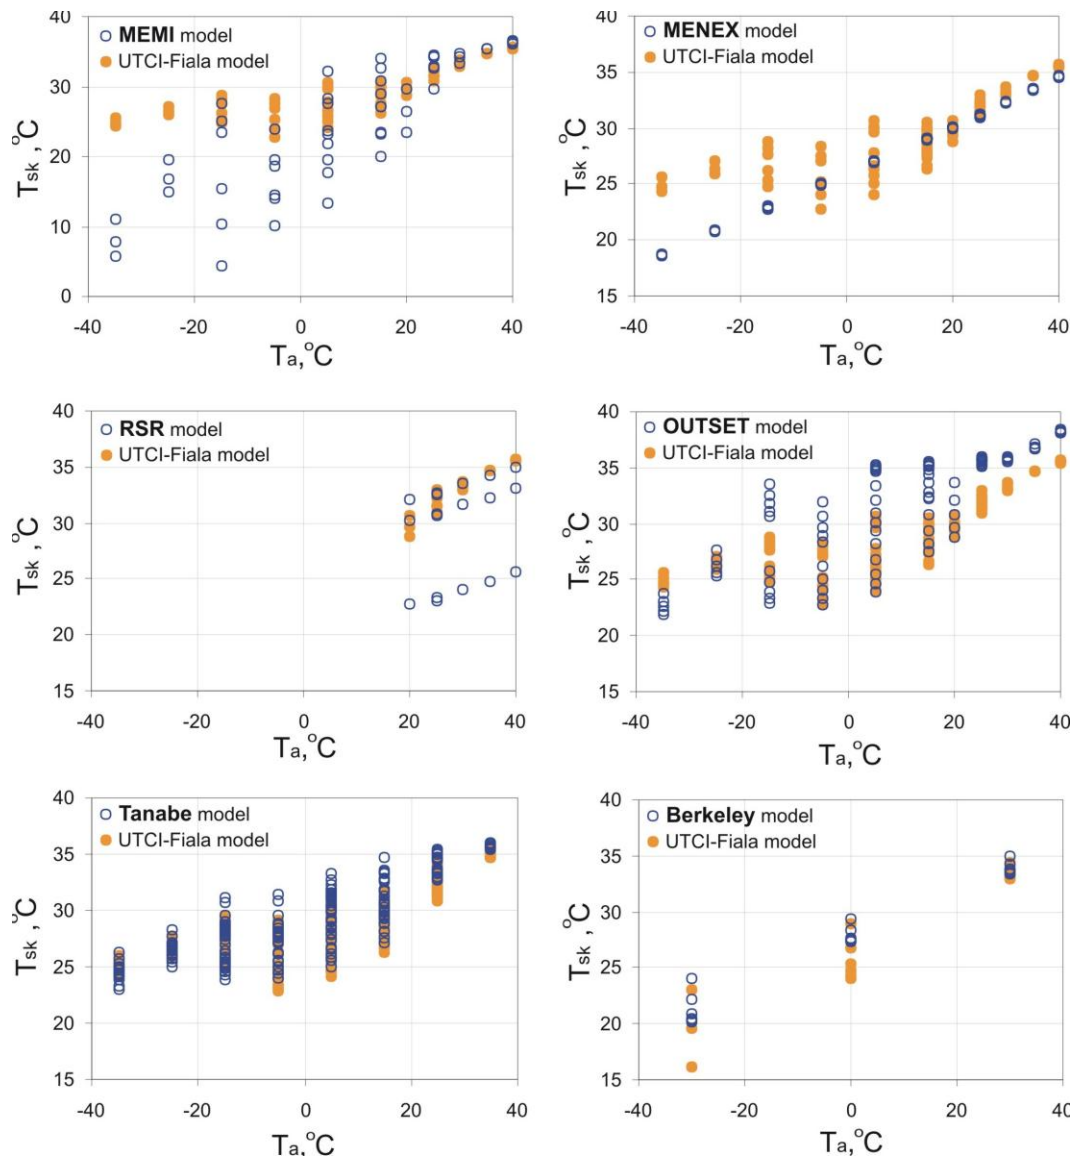 40
MEMI model
UTCI-Fiala model
30
20
10
0
Tsk ,°C
-40 -20 0 20 40
Ta,°C
40
MENEX model
UTCI-Fiala model
35
30
25
20
15
Tsk ,°C
-40 -20 0 20 40
Ta,°C
40
RSR model
UTCI-Fiala model
35
30
25
20
15
Tsk ,°C
-40 -20 0 20 40
Ta,°C
40
OUTSET model
UTCI-Fiala model
35
30
25
20
15
Tsk ,°C
-40 -20 0 20 40
Ta,°C
40
Tanabe model
UTCI-Fiala model
35
30
25
20
15
Tsk ,°C
-40 -20 0 20 40
Ta,°C
40
Berkeley model
UTCI-Fiala model
35
30
25
20
15
Tsk ,°C
-40 -20 0 20 40
Ta,°C